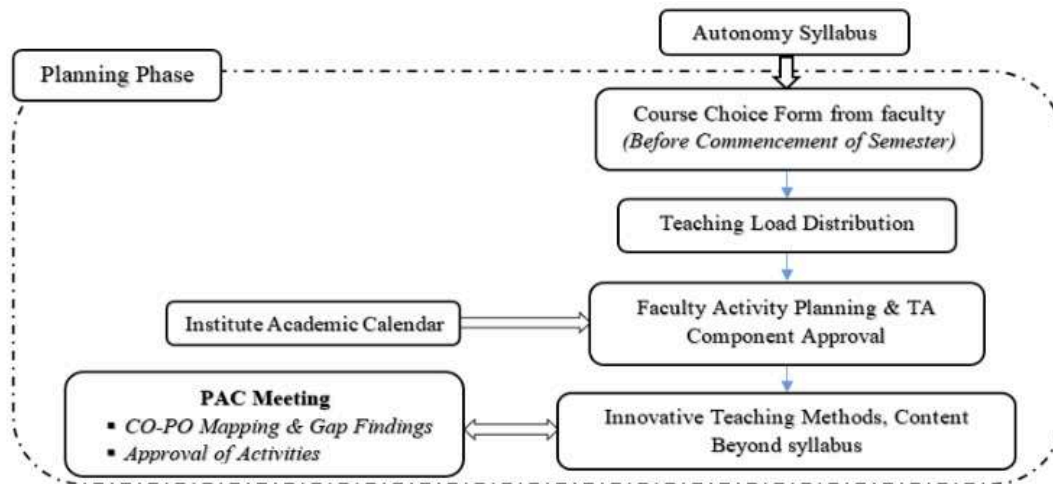 Autonomy Syllabus
Planning Phase
Course Choice Form from faculty
(Before Commencement of Semester)
Teaching Load Distribution
Institute Academic Calendar
Faculty Activity Planning & TA
Component Approval
PAC Meeting
▪ CO-PO Mapping & Gap Findings
▪ Approval of Activities
Innovative Teaching Methods, Content
Beyond syllabus